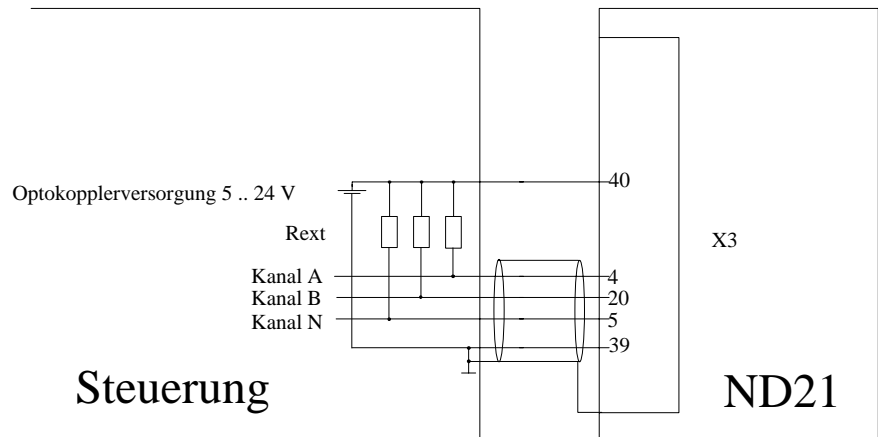 40
Optokopplerversorgung 5 .. 24 V
Rext
X3
Kanal A
4
Kanal B
20
Kanal N
5
39
Steuerung
ND21